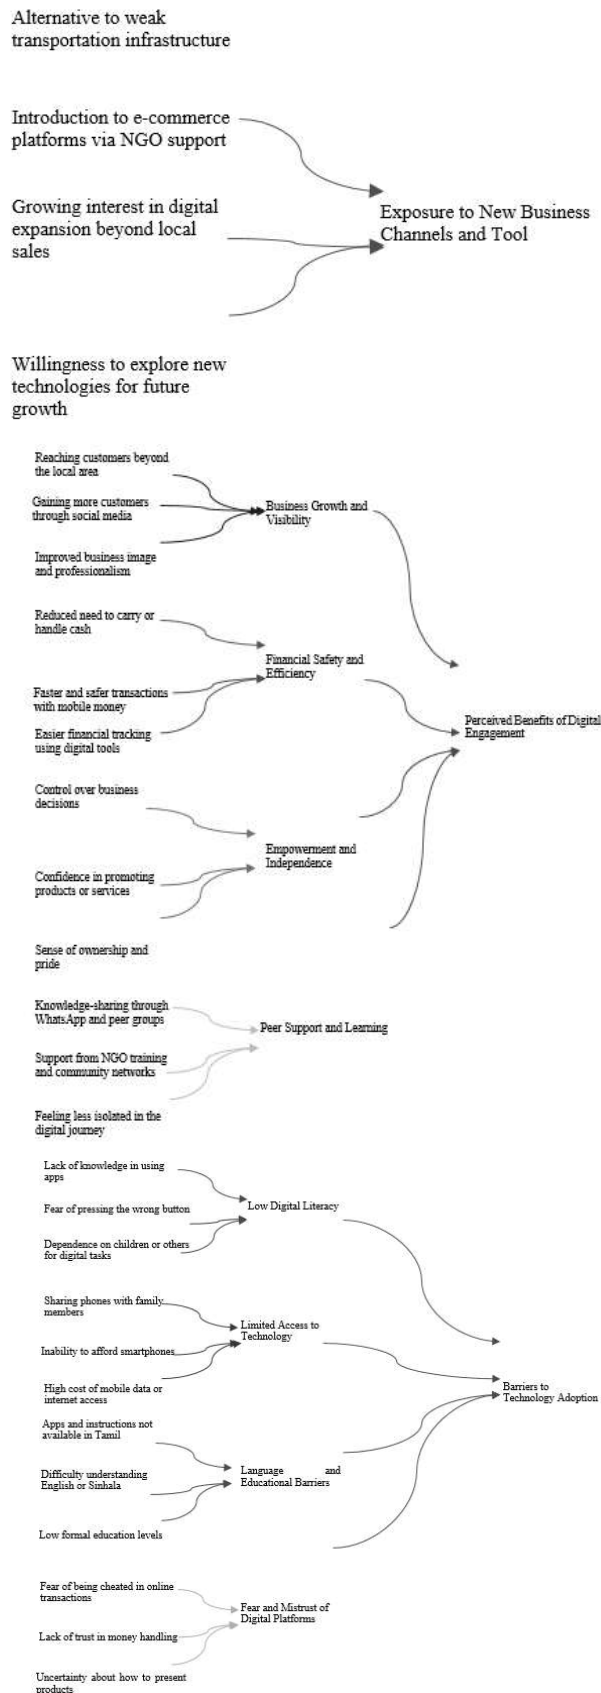 Alternative to weak
transportation infrastructure
Introduction to e-commerce
platforms via NGO support
Growing interest in digital
expansion beyond local
sales
Exposure to New Business
Channels and Tool
Willingness to explore new
technologies for future
growth
Reaching customers beyond
the local area
Gaining more customers
through social media
Improved business image
and professionalism
Business Growth and
Visibility
Reduced need to carry or
handle cash
Faster and safer transactions
with mobile money
Easier financial tracking
using digital tools
Financial Safety and
Efficiency
Control over business
decisions
Confidence in promoting
products or services
Sense of ownership and
pride
Empowerment and
Independence
Knowledge-sharing through
WhatsApp and peer groups
Support from NGO training
and community networks
Feeling less isolated in the
digital journey
Peer Support and Learning
Perceived Benefits of Digital
Engagement
Lack of knowledge in using
apps
Fear of pressing the wrong button
Dependence on children or others
for digital tasks
Low Digital Literacy
Sharing phones with family
members
Inability to afford smartphones
High cost of mobile data or
internet access
Limited Access to
Technology
Apps and instructions not
available in Tamil
Difficulty understanding
English or Sinhala
Low formal education levels
Language and
Educational Barriers
Fear of being cheated in online
transactions
Lack of trust in money handling
Uncertainty about how to present
products
Fear and Mistrust of
Digital Platforms
Barriers to
Technology Adoption